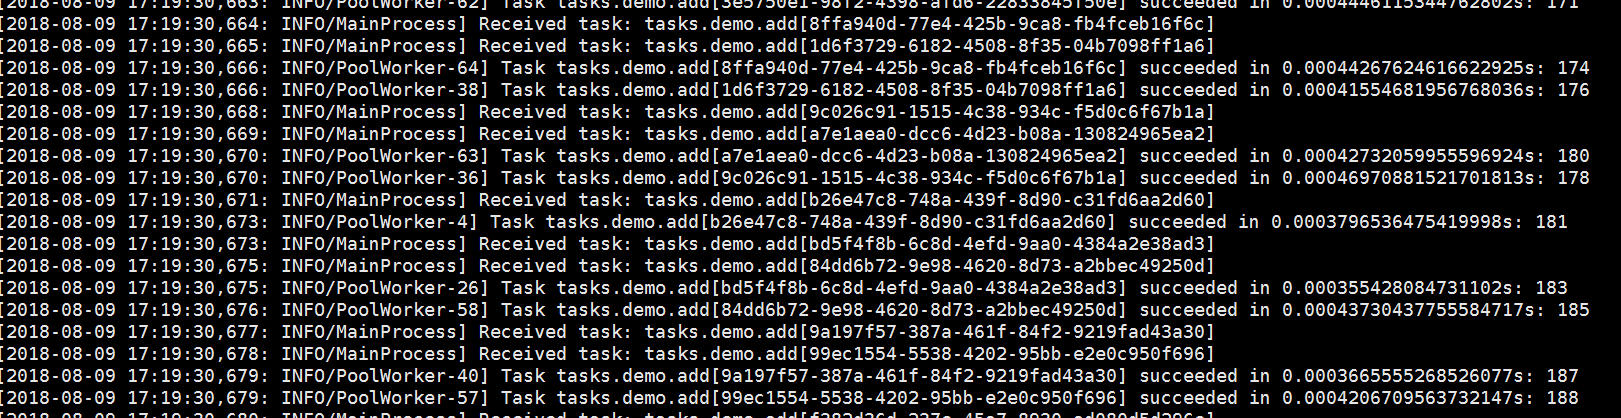 [2018-08-09 17:19:30,663: INFO/PoolWorker-62] Task tasks.demo.add[3e5750e1-98f2-4398-afd6-22833845f50e] succeeded in 0.0004446115344762802s: 171
[2018-08-09 17:19:30,664: INFO/MainProcess] Received task: tasks.demo.add[8ffa940d-77e4-425b-9ca8-fb4fceb16f6c]
[2018-08-09 17:19:30,665: INFO/MainProcess] Received task: tasks.demo.add[1d6f3729-6182-4508-8f35-04b7098ff1a6]
[2018-08-09 17:19:30,666: INFO/PoolWorker-64] Task tasks.demo.add[8ffa940d-77e4-425b-9ca8-fb4fceb16f6c] succeeded in 0.00044267624616622925s: 174
[2018-08-09 17:19:30,666: INFO/PoolWorker-38] Task tasks.demo.add[1d6f3729-6182-4508-8f35-04b7098ff1a6] succeeded in 0.00041554681956768036s: 176
[2018-08-09 17:19:30,668: INFO/MainProcess] Received task: tasks.demo.add[9c026c91-1515-4c38-934c-f5d0c6f67b1a]
[2018-08-09 17:19:30,669: INFO/MainProcess] Received task: tasks.demo.add[a7e1aea0-dcc6-4d23-b08a-130824965ea2]
[2018-08-09 17:19:30,670: INFO/PoolWorker-63] Task tasks.demo.add[a7e1aea0-dcc6-4d23-b08a-130824965ea2] succeeded in 0.00042732059955596924s: 180
[2018-08-09 17:19:30,670: INFO/PoolWorker-36] Task tasks.demo.add[9c026c91-1515-4c38-934c-f5d0c6f67b1a] succeeded in 0.00046970881521701813s: 178
[2018-08-09 17:19:30,671: INFO/MainProcess] Received task: tasks.demo.add[b26e47c8-748a-439f-8d90-c31fd6aa2d60]
[2018-08-09 17:19:30,673: INFO/PoolWorker-4] Task tasks.demo.add[b26e47c8-748a-439f-8d90-c31fd6aa2d60] succeeded in 0.0003796536475419998s: 181
[2018-08-09 17:19:30,673: INFO/MainProcess] Received task: tasks.demo.add[bd5f4f8b-6c8d-4efd-9aa0-4384a2e38ad3]
[2018-08-09 17:19:30,675: INFO/MainProcess] Received task: tasks.demo.add[84dd6b72-9e98-4620-8d73-a2bbec49250d]
[2018-08-09 17:19:30,675: INFO/PoolWorker-26] Task tasks.demo.add[bd5f4f8b-6c8d-4efd-9aa0-4384a2e38ad3] succeeded in 0.000355428084731102s: 183
[2018-08-09 17:19:30,676: INFO/PoolWorker-58] Task tasks.demo.add[84dd6b72-9e98-4620-8d73-a2bbec49250d] succeeded in 0.00043730437755584717s: 185
[2018-08-09 17:19:30,677: INFO/MainProcess] Received task: tasks.demo.add[9a197f57-387a-461f-84f2-9219fad43a30]
[2018-08-09 17:19:30,678: INFO/MainProcess] Received task: tasks.demo.add[99ec1554-5538-4202-95bb-e2e0c950f696]
[2018-08-09 17:19:30,679: INFO/PoolWorker-40] Task tasks.demo.add[9a197f57-387a-461f-84f2-9219fad43a30] succeeded in 0.00036655552685260​77s: 187
[2018-08-09 17:19:30,679: INFO/PoolWorker-57] Task tasks.demo.add[99ec1554-5538-4202-95bb-e2e0c950f696] succeeded in 0.0004206709563732147s: 188
[2018-08-09 17:19:30,680: INFO/MainProcess] Received task: